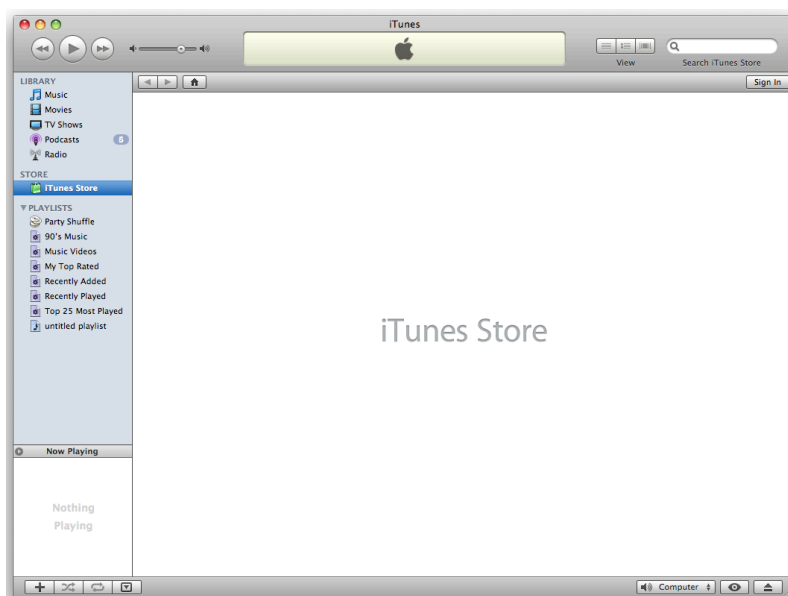 iTunes
View
Search iTunes Store
LIBRARY
Music
Movies
TV Shows
Podcasts 5
Radio
STORE
iTunes Store
PLAYLISTS
Party Shuffle
90's Music
Music Videos
My Top Rated
Recently Added
Recently Played
Top 25 Most Played
untitled playlist
Now Playing
Nothing
Playing
Sign In
iTunes Store
Computer